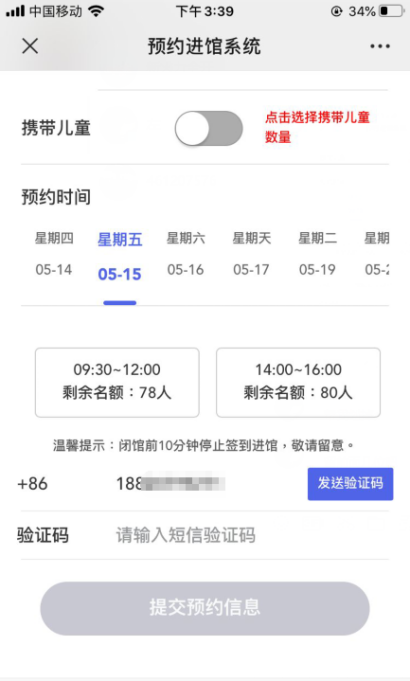 中国移动 下午3:39 34%
预约进馆系统
携带儿童 点击选择携带儿童
数量
预约时间
星期四 星期五 星期六 星期天 星期二 星期
05-14 05-15 05-16 05-17 05-19 05-2
09:30~12:00 14:00~16:00
剩余名额：78人 剩余名额：80人
温馨提示：闭馆前10分钟停止签到进馆，敬请留意。
+86 188 发送验证码
验证码 请输入短信验证码
提交预约信息